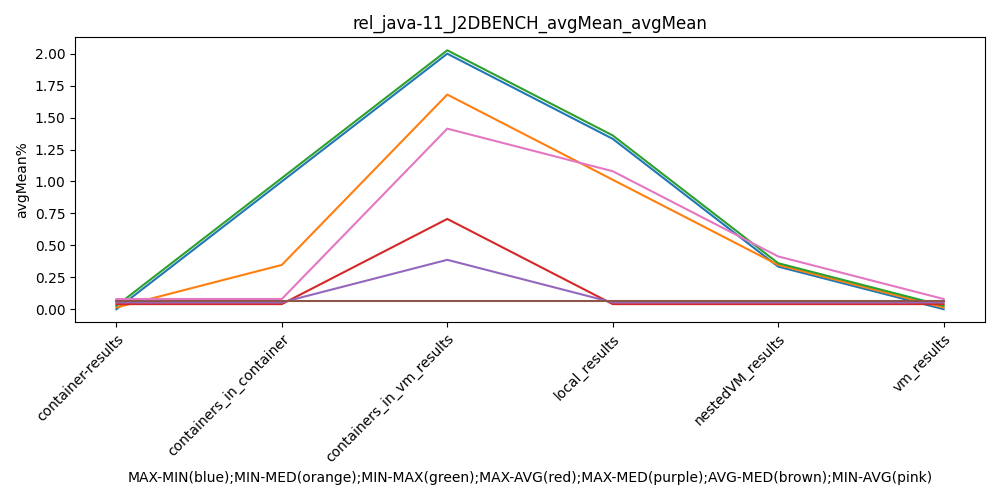 rel_java-11_J2DBENCH_avgMean_avgMean
avgMean%
2.00
1.75
1.50
1.25
1.00
0.75
0.50
0.25
0.00
container-results
containers_in_container
containers_in_vm_results
local_results
nestedVM_results
vm_results
MAX-MIN(blue);MIN-MED(orange);MIN-MAX(green);MAX-AVG(red);MAX-MED(purple);AVG-MED(brown);MIN-AVG(pink)